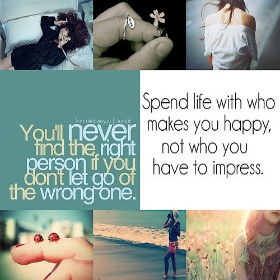 You'll never
find the right
person if you
don't let go of
the wrong one.
Spend life with who
makes you happy,
not who you
have to impress.